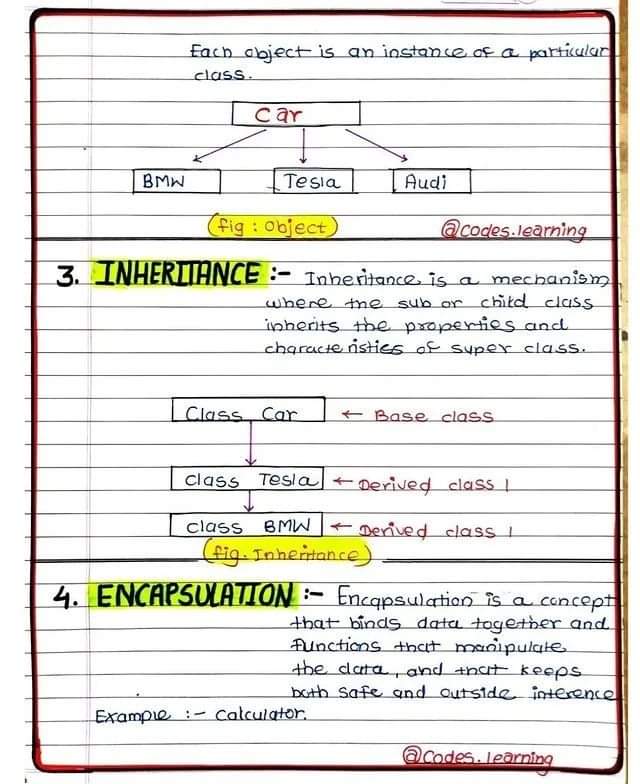 Each object is an instance of a particular
class.
Car
BMW
Tesla
Audi
fig : Object
@codes.learning
3. INHERITANCE :- Inheritance is a mechanism
where the sub or child class
inherits the properties and
characteristics of super class.
Class Car ← Base class
class Tesla ← Derived class 1
class BMW ← Derived class 1
fig. Inheritance
4. ENCAPSULATION :- Encapsulation is a concept
that binds data together and
functions that manipulate
the data, and that keeps
both safe and outside interence
Example :- Calculator.
@Codes.learning